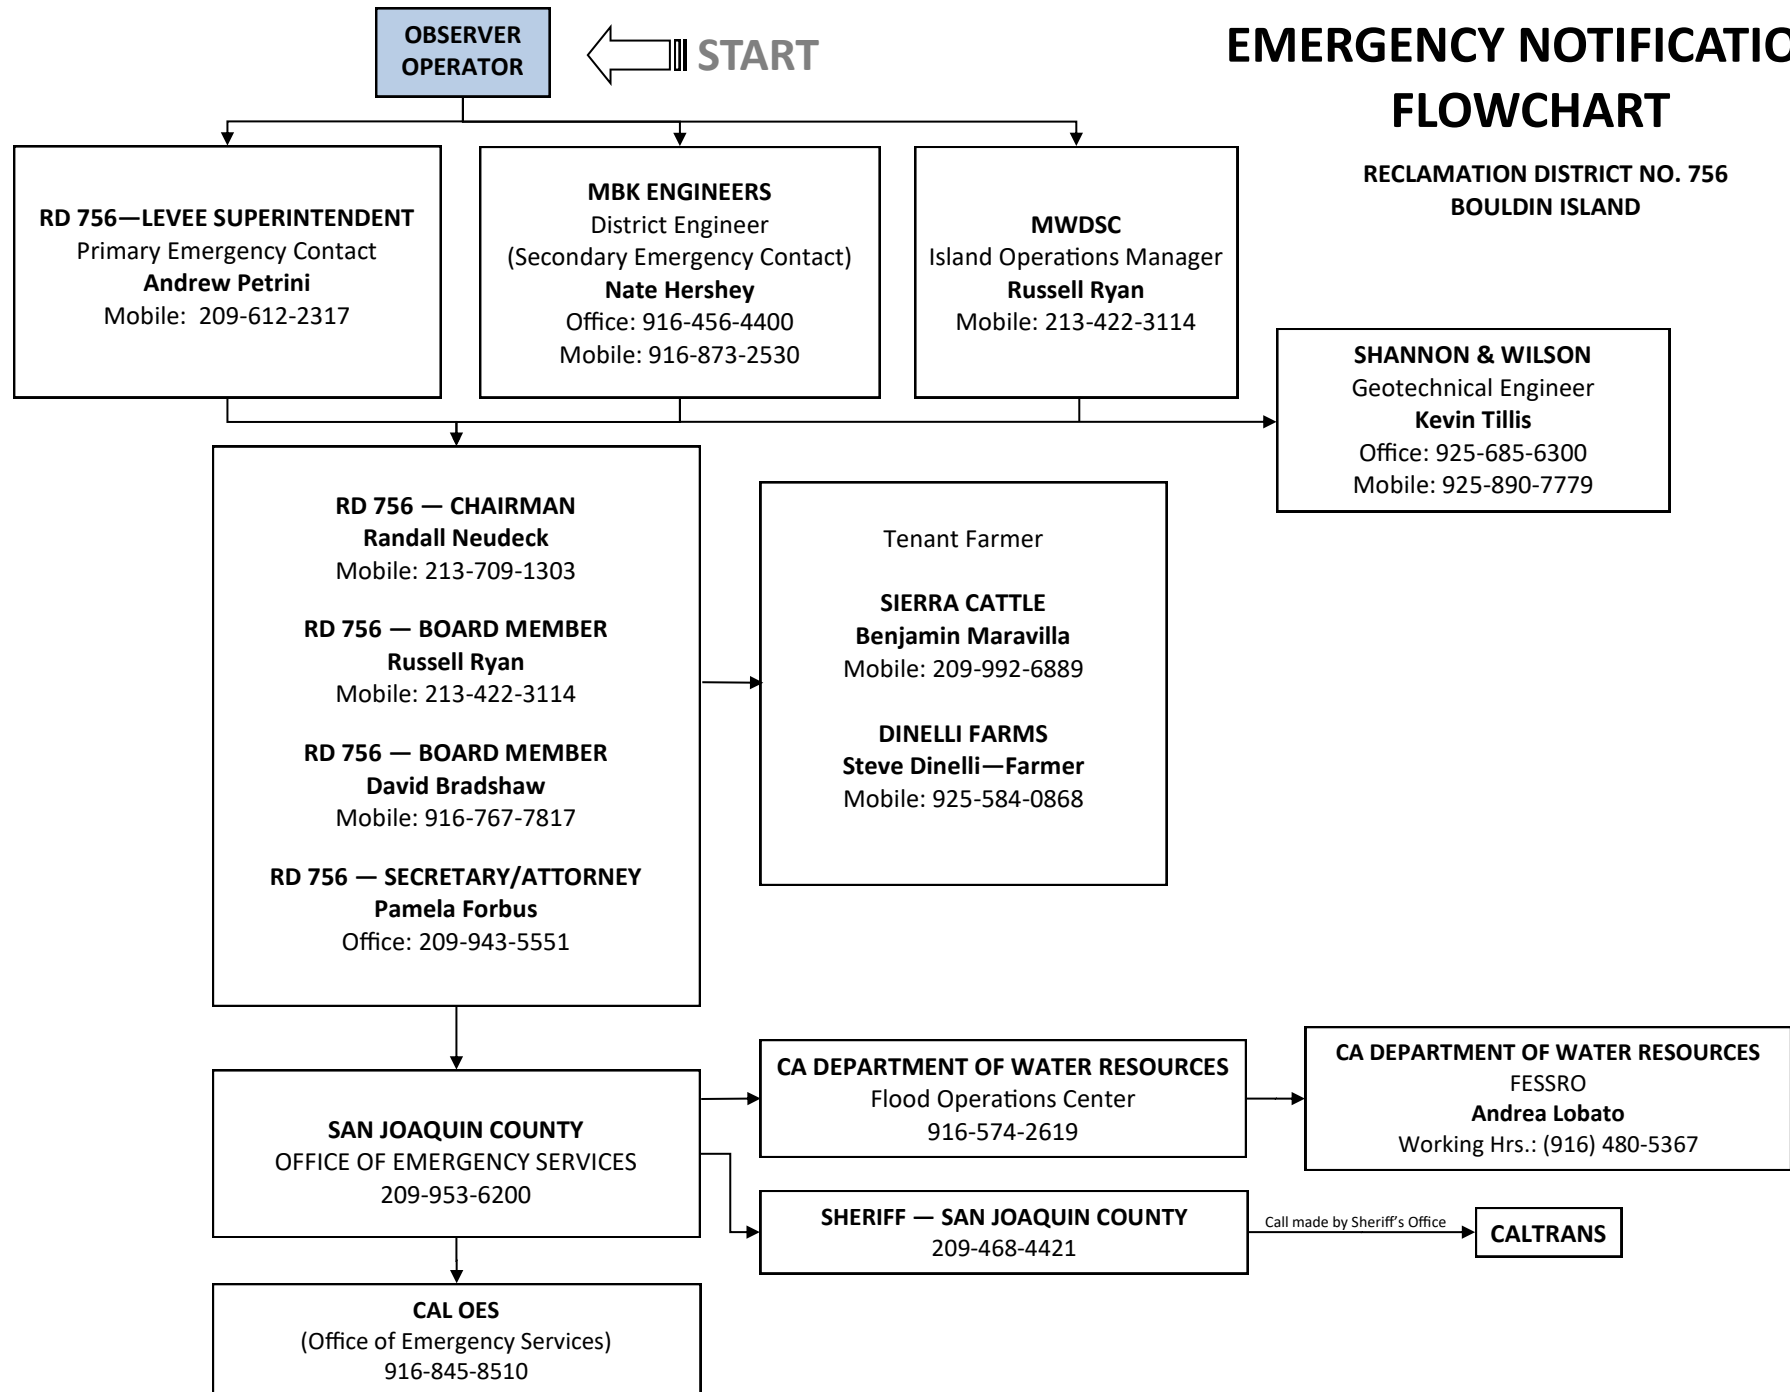 OBSERVER
OPERATOR
START
EMERGENCY NOTIFICATIO
FLOWCHART
RECLAMATION DISTRICT NO. 756
BOULDIN ISLAND
RD 756—LEVEE SUPERINTENDENT
Primary Emergency Contact
Andrew Petrini
Mobile:  209-612-2317
MBK ENGINEERS
District Engineer
(Secondary Emergency Contact)
Nate Hershey
Office: 916-456-4400
Mobile: 916-873-2530
MWDSC
Island Operations Manager
Russell Ryan
Mobile: 213-422-3114
SHANNON & WILSON
Geotechnical Engineer
Kevin Tillis
Office: 925-685-6300
Mobile: 925-890-7779
RD 756 — CHAIRMAN
Randall Neudeck
Mobile: 213-709-1303
RD 756 — BOARD MEMBER
Russell Ryan
Mobile: 213-422-3114
RD 756 — BOARD MEMBER
David Bradshaw
Mobile: 916-767-7817
RD 756 — SECRETARY/ATTORNEY
Pamela Forbus
Office: 209-943-5551
Tenant Farmer
SIERRA CATTLE
Benjamin Maravilla
Mobile: 209-992-6889
DINELLI FARMS
Steve Dinelli—Farmer
Mobile: 925-584-0868
SAN JOAQUIN COUNTY
OFFICE OF EMERGENCY SERVICES
209-953-6200
CA DEPARTMENT OF WATER RESOURCES
Flood Operations Center
916-574-2619
CA DEPARTMENT OF WATER RESOURCES
FESSRO
Andrea Lobato
Working Hrs.: (916) 480-5367
SHERIFF — SAN JOAQUIN COUNTY
209-468-4421
Call made by Sheriff's Office
CALTRANS
CAL OES
(Office of Emergency Services)
916-845-8510